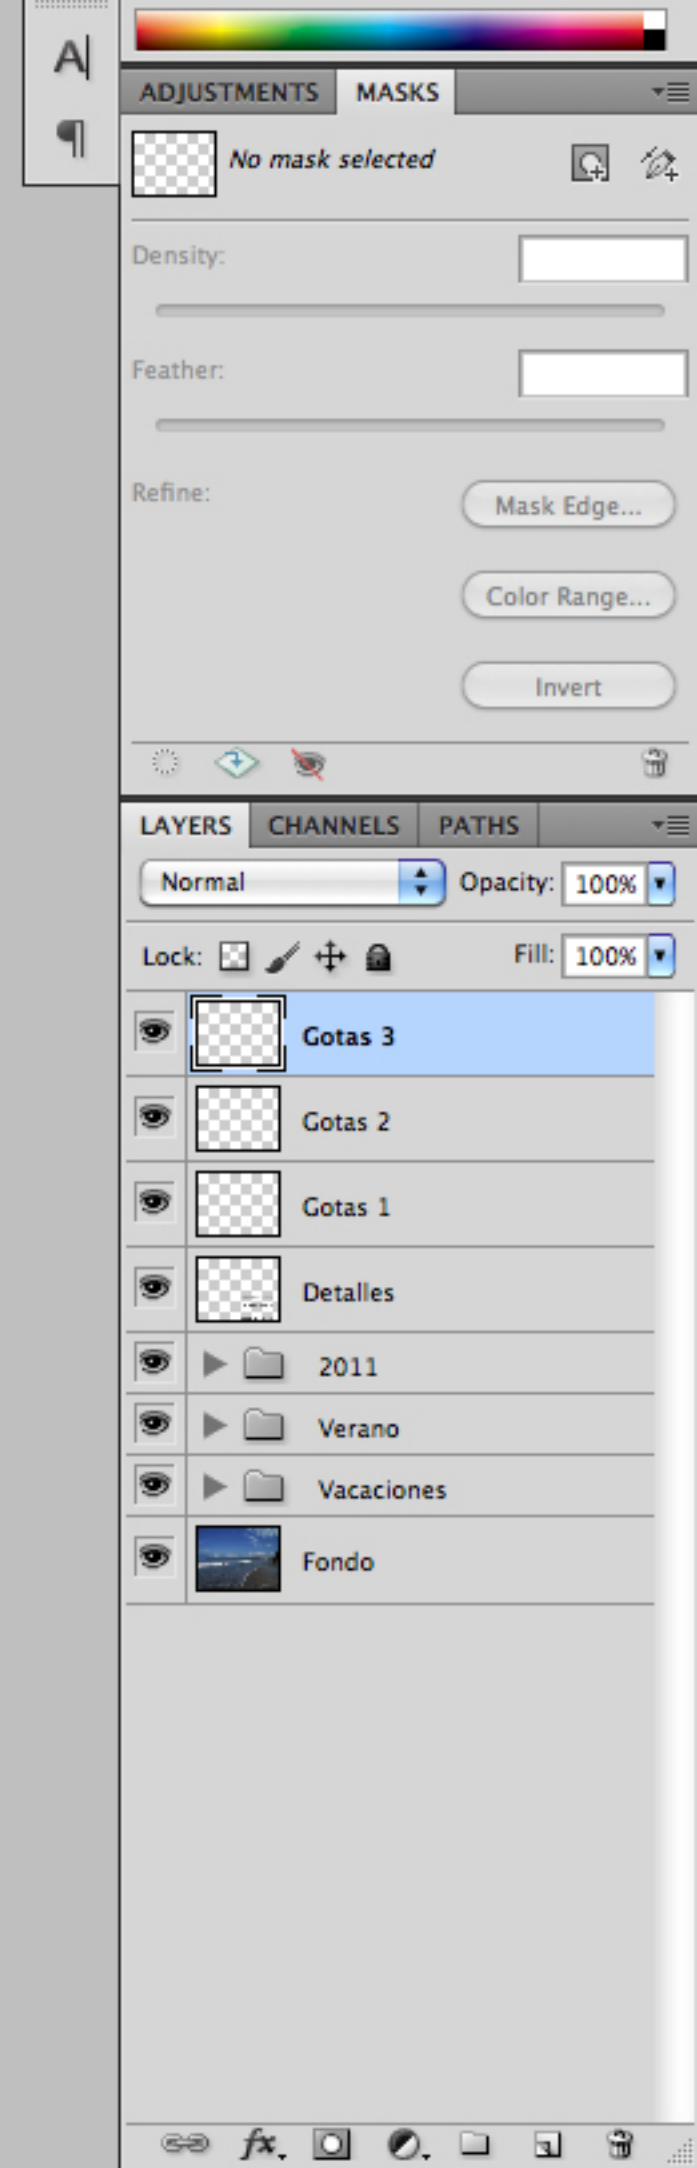 A|
¶
ADJUSTMENTS MASKS
No mask selected
Density:
Feather:
Refine: Mask Edge...
Color Range...
Invert
LAYERS CHANNELS PATHS
Normal Opacity: 100%
Lock: Fill: 100%
Gotas 3
Gotas 2
Gotas 1
Detalles
2011
Verano
Vacaciones
Fondo
fx.